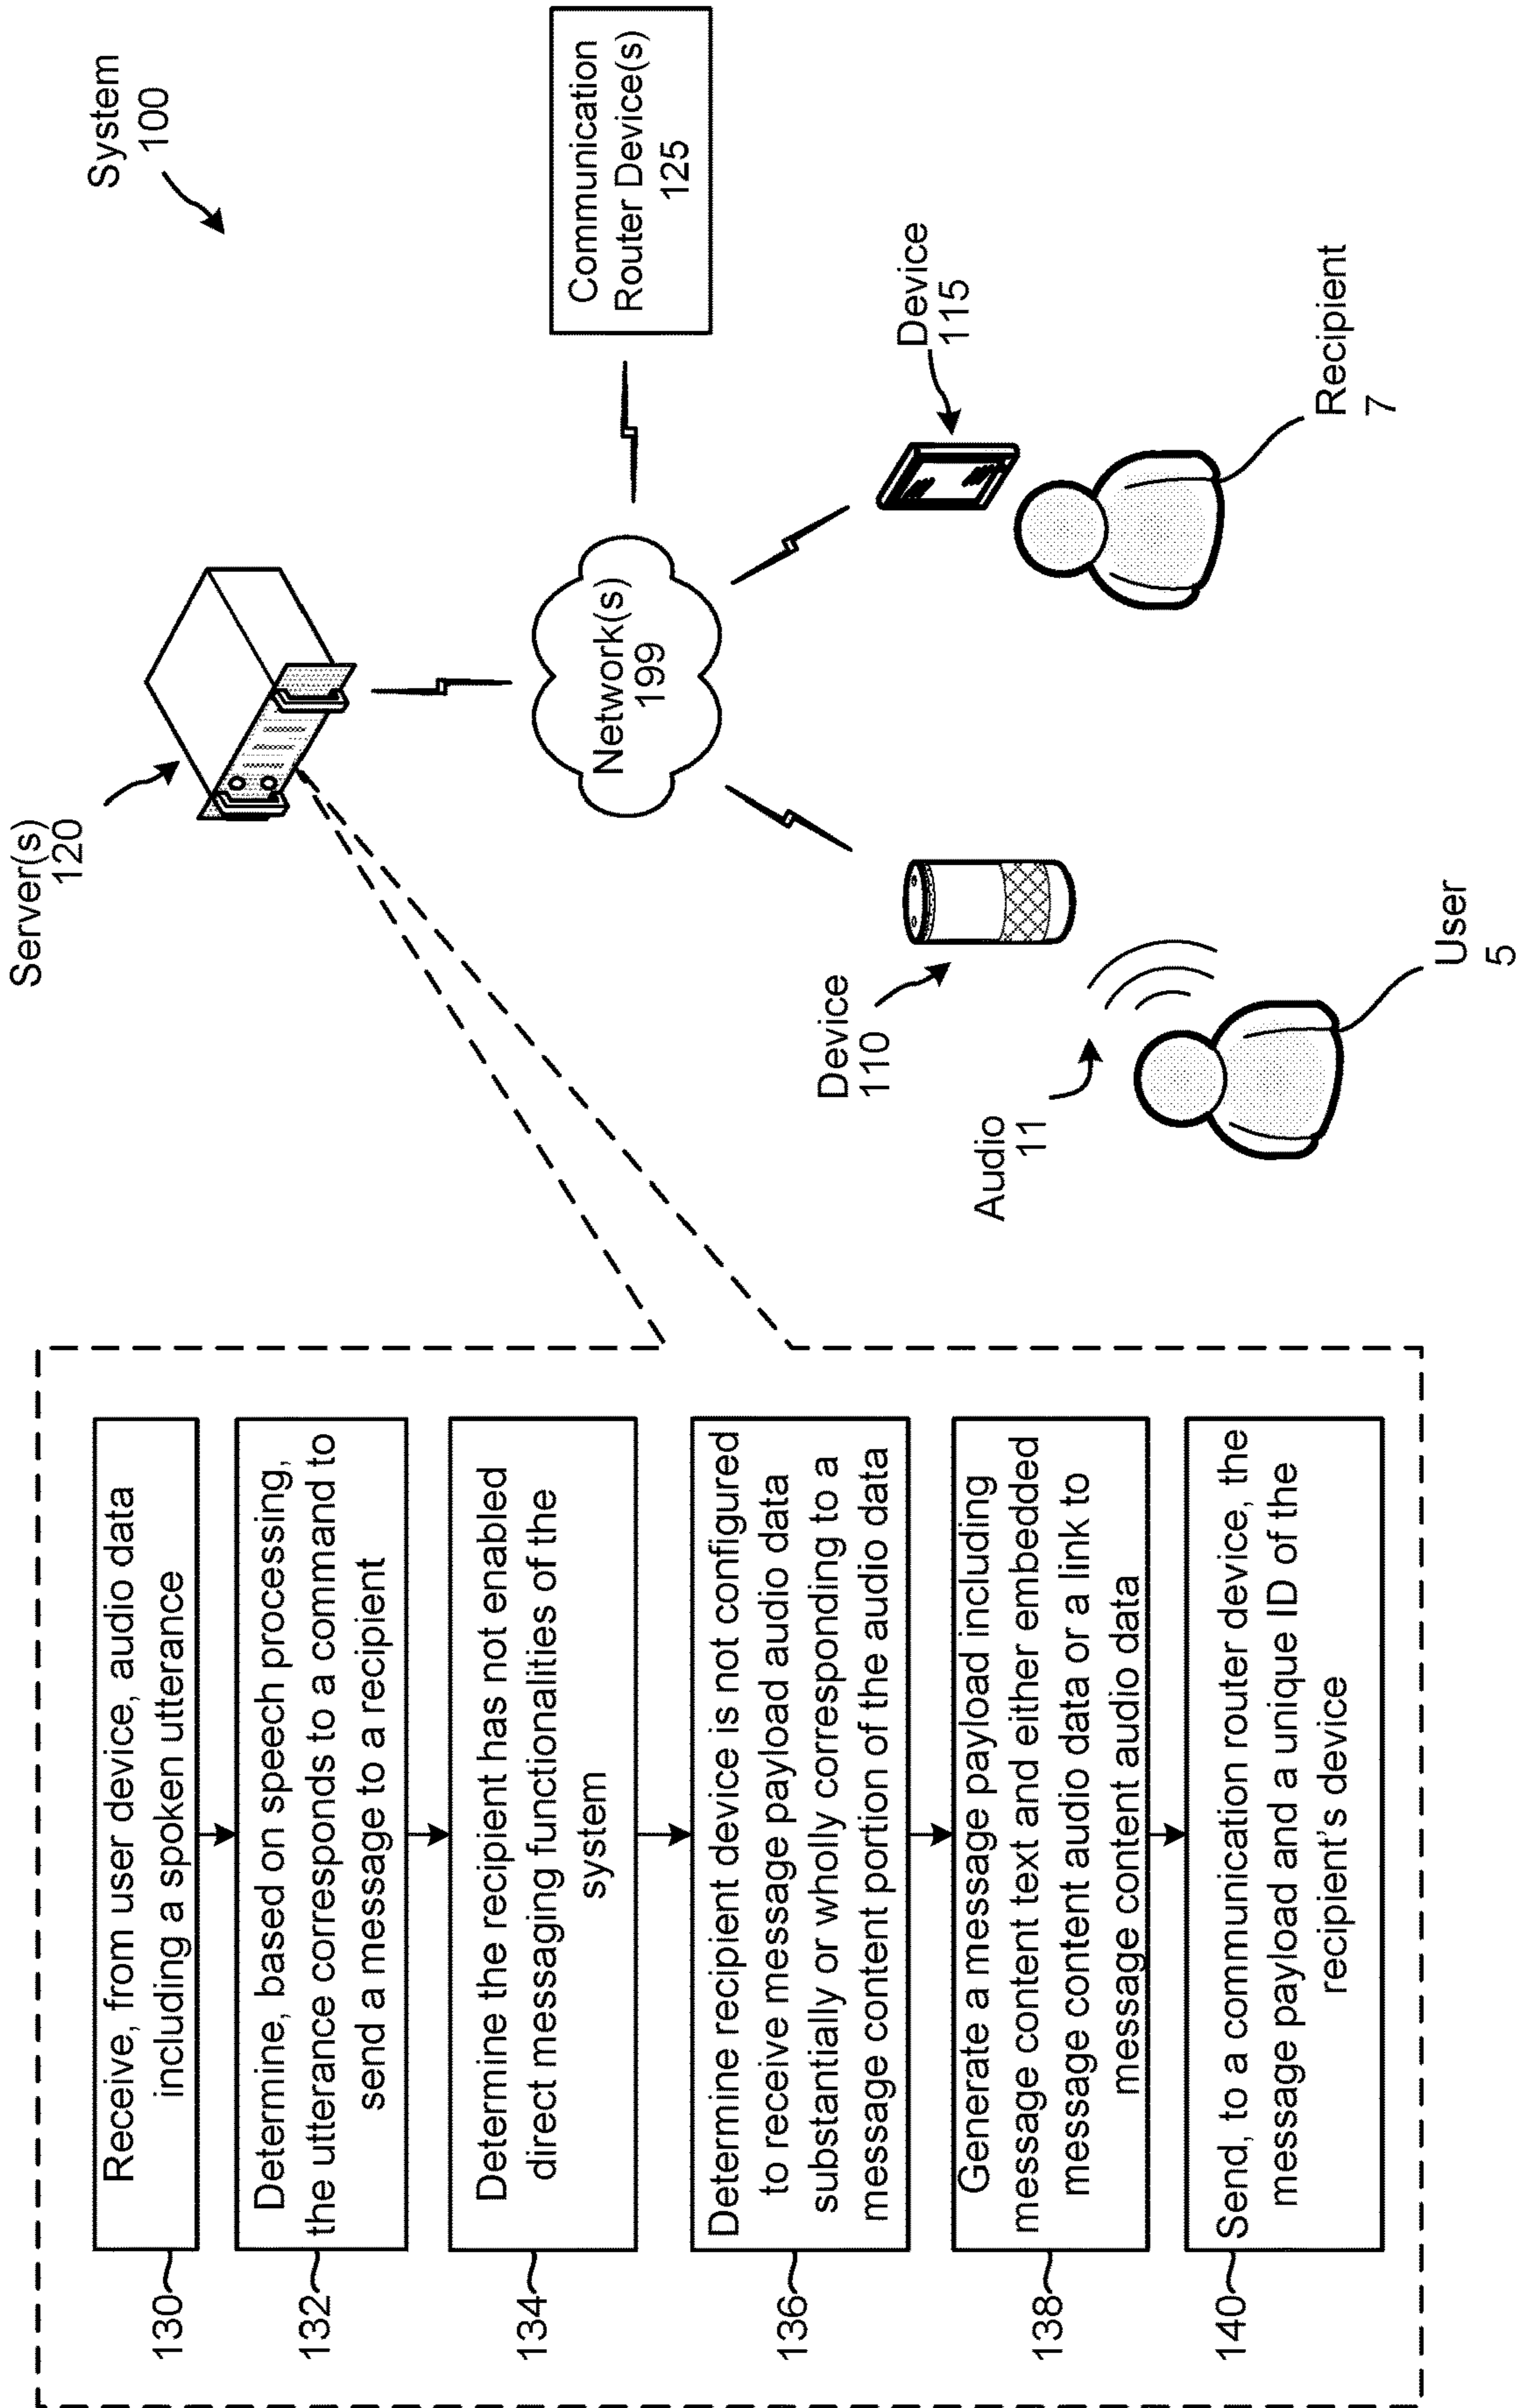 System
100
Server(s)
120
Communication
Router Device(s)
125
Network(s)
199
Device
110
Device
115
Audio
11
User
5
Recipient
7
130
Receive, from user device, audio data
including a spoken utterance
132
Determine, based on speech processing,
the utterance corresponds to a command to
send a message to a recipient
134
Determine the recipient has not enabled
direct messaging functionalities of the
system
136
Determine recipient device is not configured
to receive message payload audio data
substantially or wholly corresponding to a
message content portion of the audio data
138
Generate a message payload including
message content text and either embedded
message content audio data or a link to
message content audio data
140
Send, to a communication router device, the
message payload and a unique ID of the
recipient's device